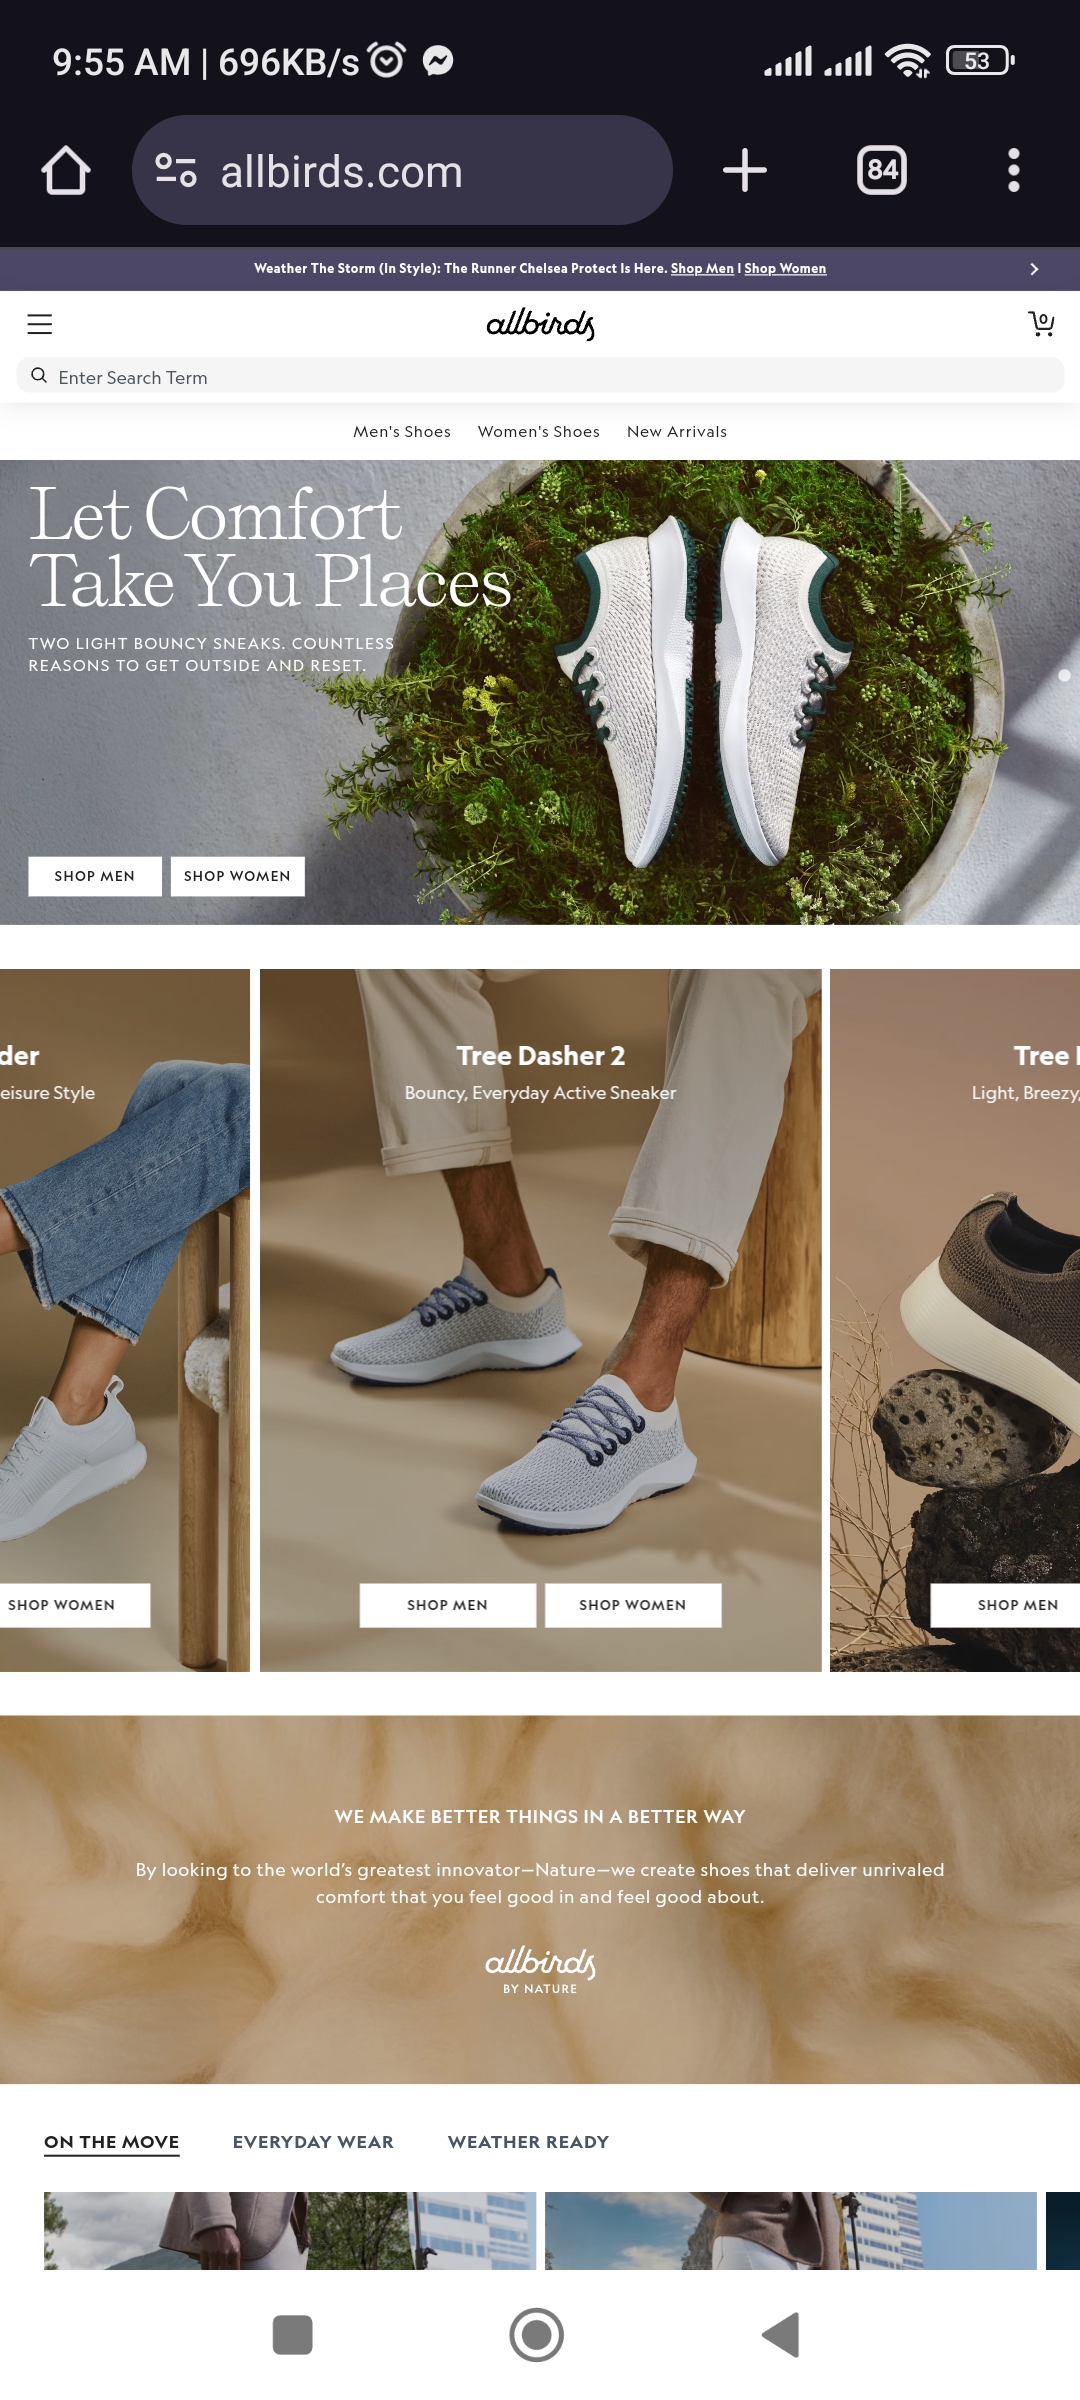 9:55 AM | 696KB/s
53
allbirds.com
84
Weather The Storm (In Style): The Runner Chelsea Protect Is Here. Shop Men | Shop Women
allbirds
0
Enter Search Term
Men's Shoes Women's Shoes New Arrivals
Let Comfort
Take You Places
TWO LIGHT BOUNCY SNEAKS. COUNTLESS
REASONS TO GET OUTSIDE AND RESET.
SHOP MEN SHOP WOMEN
der
eisure Style
SHOP WOMEN
Tree Dasher 2
Bouncy, Everyday Active Sneaker
SHOP MEN SHOP WOMEN
Tree
Light, Breezy,
SHOP MEN
WE MAKE BETTER THINGS IN A BETTER WAY
By looking to the world's greatest innovator—Nature—we create shoes that deliver unrivaled
comfort that you feel good in and feel good about.
allbirds
BY NATURE
ON THE MOVE EVERYDAY WEAR WEATHER READY